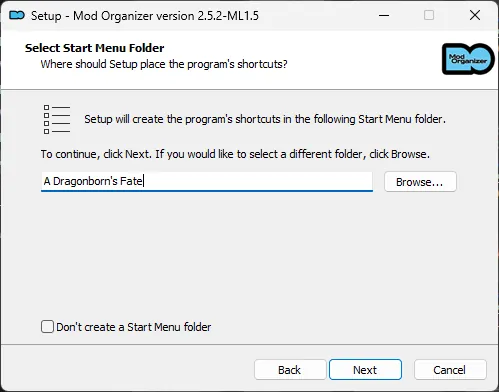 Setup - Mod Organizer version 2.5.2-ML1.5
Select Start Menu Folder
Where should Setup place the program's shortcuts?
Mod
Organizer
Setup will create the program's shortcuts in the following Start Menu folder.
To continue, click Next. If you would like to select a different folder, click Browse.
A Dragonborn's Fate
Browse...
Don't create a Start Menu folder
Back
Next
Cancel